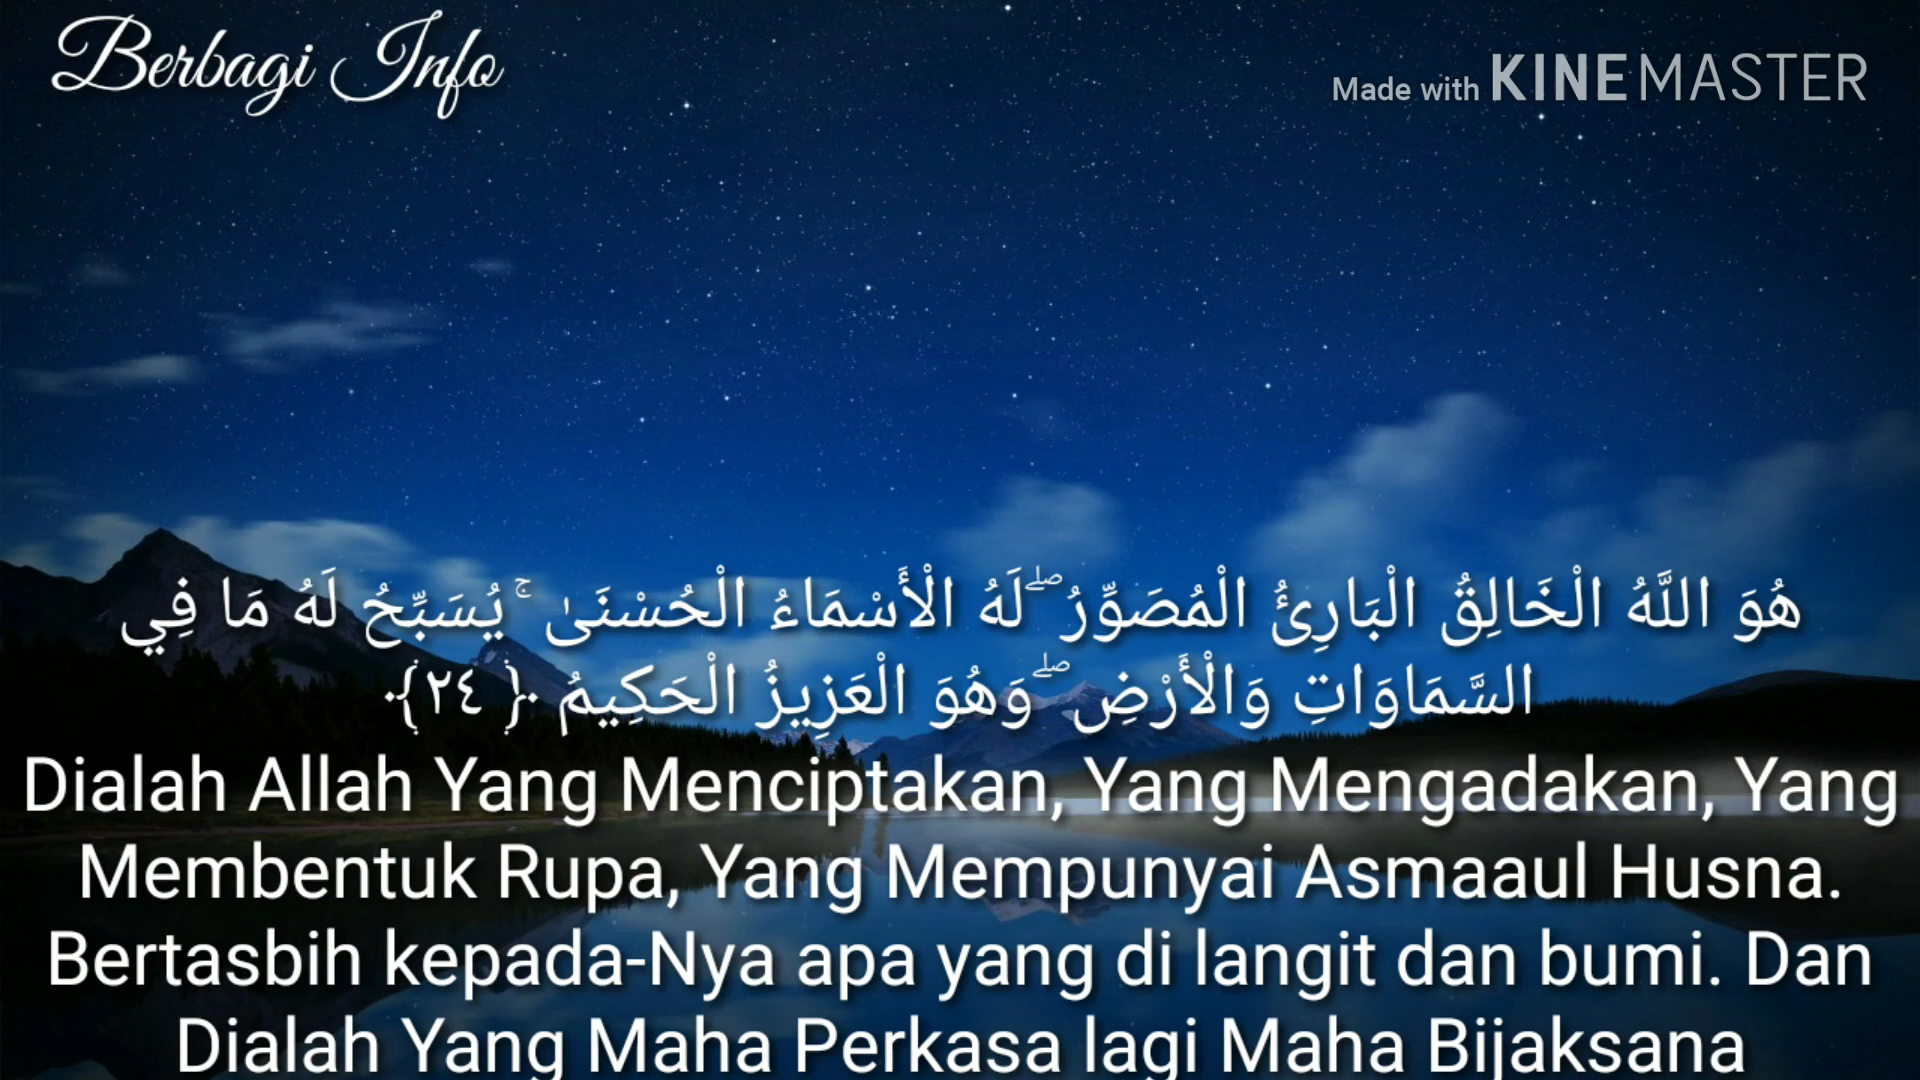 Berbagi Info
Made with KINEMASTER
هُوَ اللَّهُ الْخَالِقُ الْبَارِئُ الْمُصَوِّرُ ۖ لَهُ الْأَسْمَاءُ الْحُسْنَىٰ ۚ يُسَبِّحُ لَهُ مَا فِي
السَّمَاوَاتِ وَالْأَرْضِ ۖ وَهُوَ الْعَزِيزُ الْحَكِيمُ ﴿٢٤﴾
Dialah Allah Yang Menciptakan, Yang Mengadakan, Yang
Membentuk Rupa, Yang Mempunyai Asmaaul Husna.
Bertasbih kepada-Nya apa yang di langit dan bumi. Dan
Dialah Yang Maha Perkasa lagi Maha Bijaksana